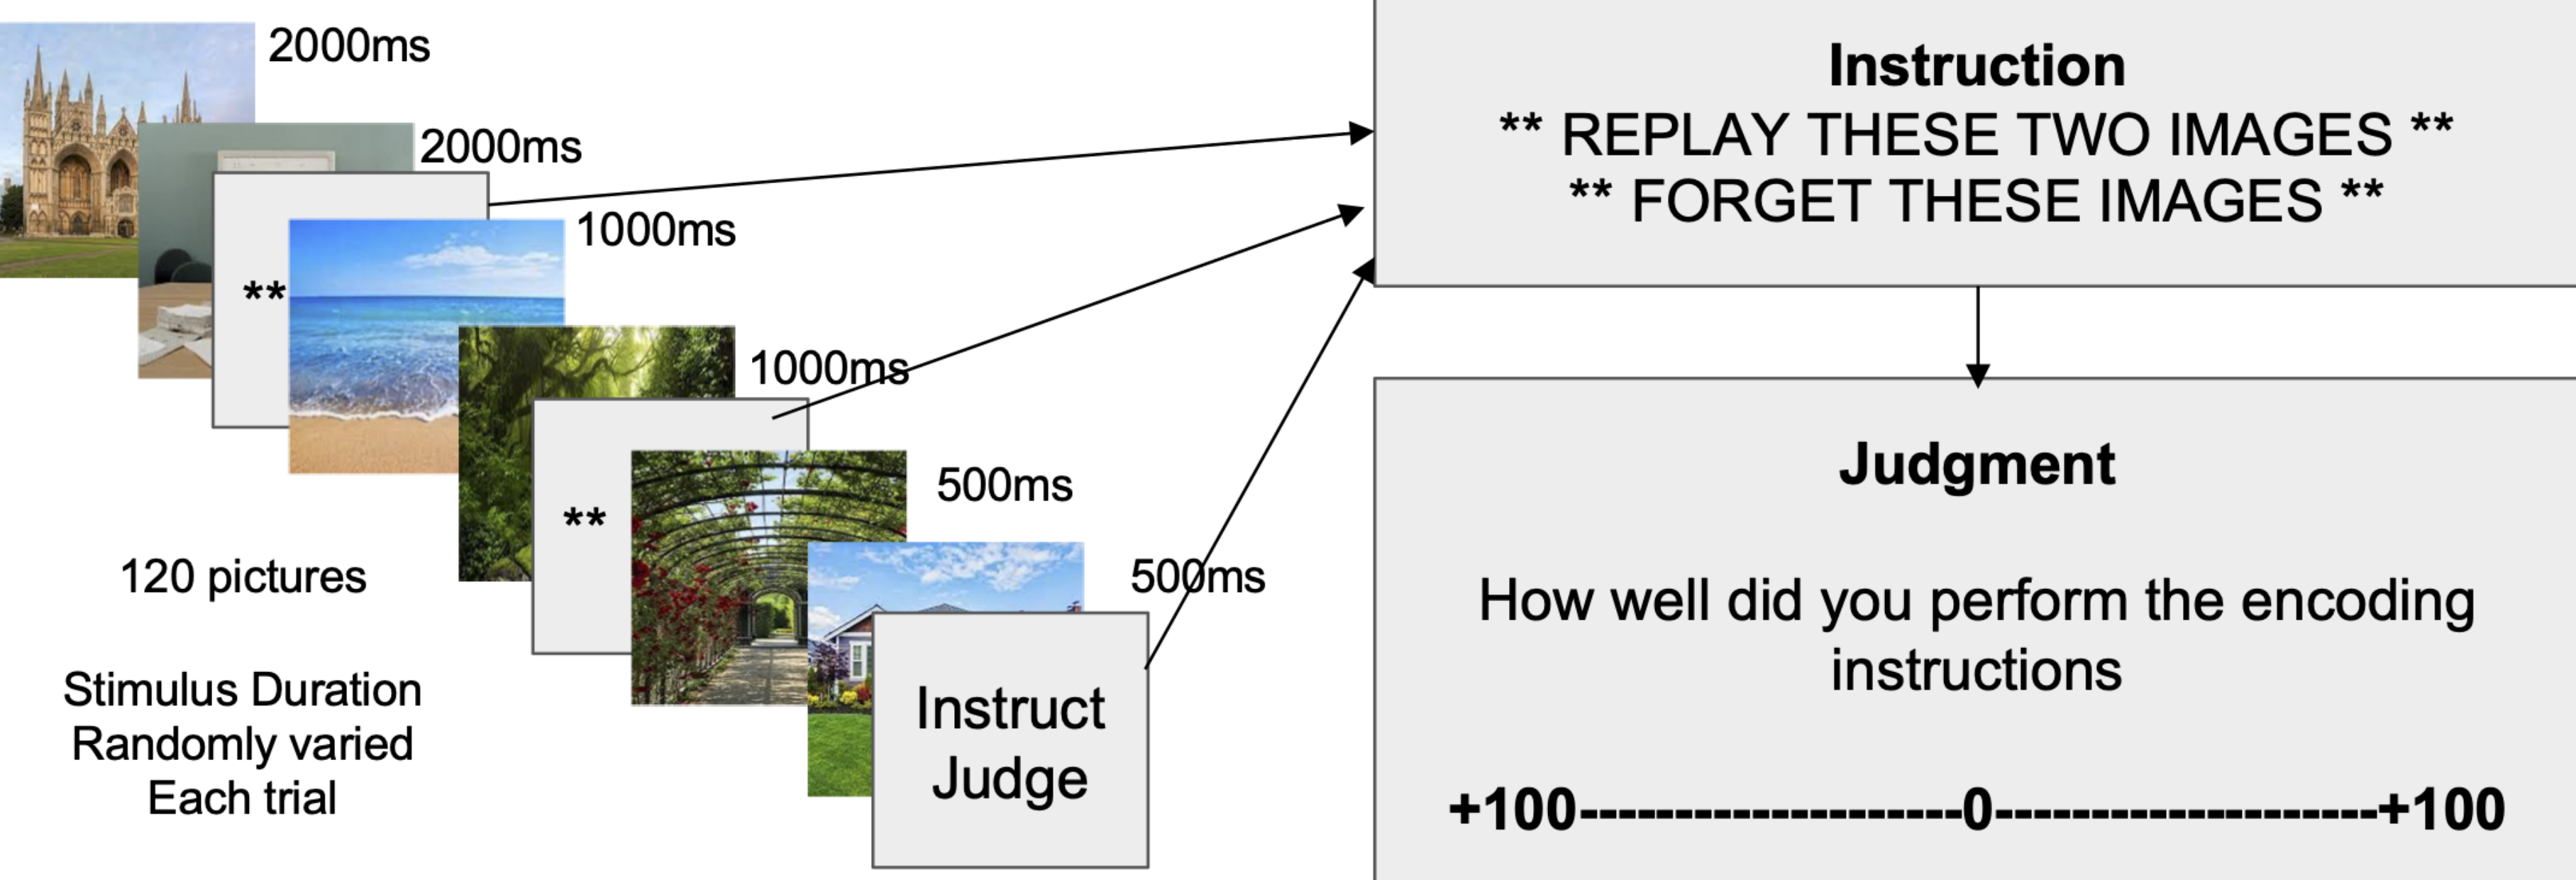 2000ms
2000ms
**
1000ms
1000ms
**
500ms
500ms
Instruct
Judge
120 pictures
Stimulus Duration
Randomly varied
Each trial
Instruction
** REPLAY THESE TWO IMAGES **
** FORGET THESE IMAGES **
Judgment
How well did you perform the encoding
instructions
+100--------------------0--------------------+100